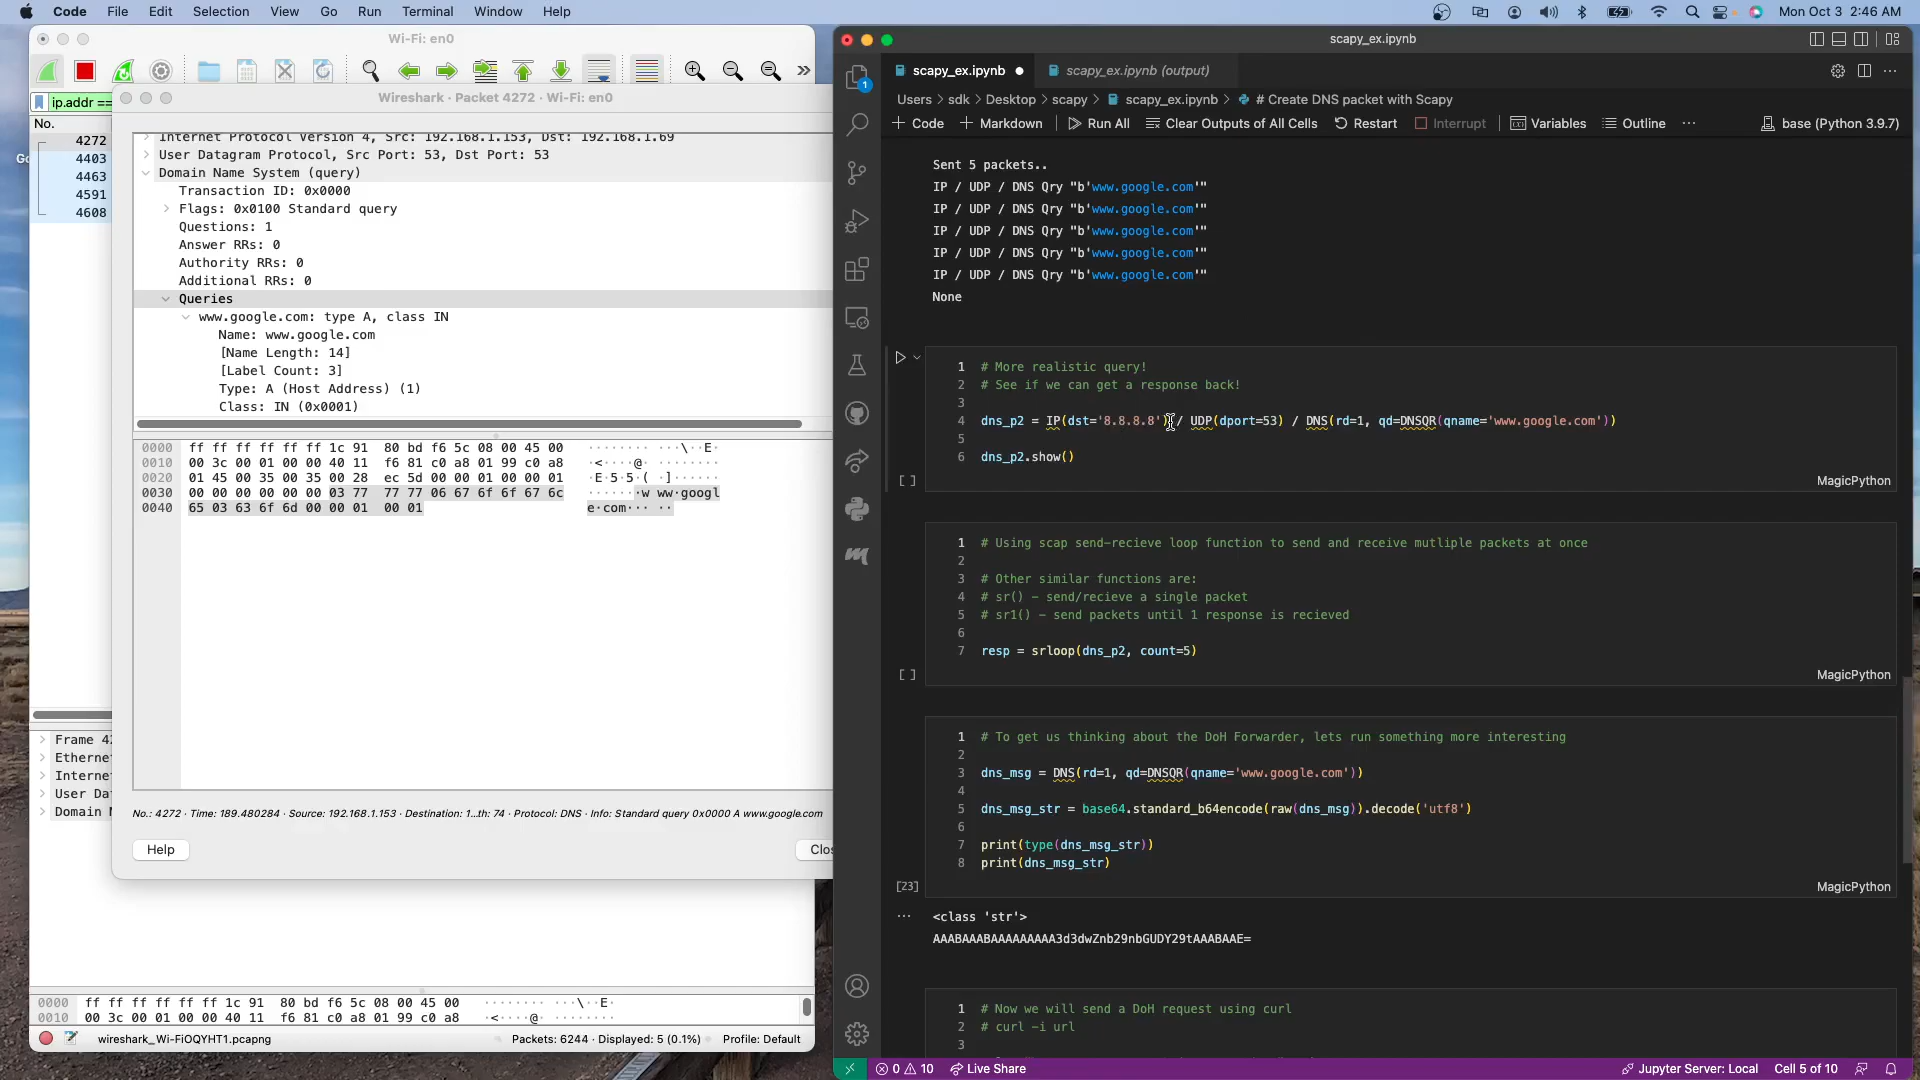 Code File Edit Selection View Go Run Terminal Window Help
Mon Oct 3 2:46 AM
Wi-Fi: en0
ip.addr ==
Wireshark · Packet 4272 · Wi-Fi: en0
No.
4272
4403
4463
4591
4608
Go
Internet Protocol Version 4, Src: 192.168.1.153, Dst: 192.168.1.69
User Datagram Protocol, Src Port: 53, Dst Port: 53
Domain Name System (query)
Transaction ID: 0x0000
Flags: 0x0100 Standard query
Questions: 1
Answer RRs: 0
Authority RRs: 0
Additional RRs: 0
Queries
www.google.com: type A, class IN
Name: www.google.com
[Name Length: 14]
[Label Count: 3]
Type: A (Host Address) (1)
Class: IN (0x0001)
0000 ff ff ff ff ff ff 1c 91 80 bd f6 5c 08 00 45 00 ········ ···\··E·
0010 00 3c 00 01 00 00 40 11 f6 81 c0 a8 01 99 c0 a8 ·<····@· ········
0020 01 45 00 35 00 35 00 28 ec 5d 00 00 01 00 00 01 ·E·5·5·( ·]······
0030 00 00 00 00 00 00 03 77 77 77 06 67 6f 6f 67 6c ·······w ww·googl
0040 65 03 63 6f 6d 00 00 01 00 01 e·com··· ··
Frame 42
Ethernet
Internet
User Dat
Domain N
No.: 4272 · Time: 189.480284 · Source: 192.168.1.153 · Destination: 1...th: 74 · Protocol: DNS · Info: Standard query 0x0000 A www.google.com
Help
Clos
0000 ff ff ff ff ff ff 1c 91 80 bd f6 5c 08 00 45 00 ········ ···\··E·
0010 00 3c 00 01 00 00 40 11 f6 81 c0 a8 01 99 c0 a8 ·<····@· ········
wireshark_Wi-FiOQYHT1.pcapng
Packets: 6244 · Displayed: 5 (0.1%)
Profile: Default
scapy_ex.ipynb
scapy_ex.ipynb
scapy_ex.ipynb (output)
1
Users > sdk > Desktop > scapy > scapy_ex.ipynb > # Create DNS packet with Scapy
+ Code + Markdown Run All Clear Outputs of All Cells Restart Interrupt Variables Outline ··· base (Python 3.9.7)
Sent 5 packets..
IP / UDP / DNS Qry "b'www.google.com'"
IP / UDP / DNS Qry "b'www.google.com'"
IP / UDP / DNS Qry "b'www.google.com'"
IP / UDP / DNS Qry "b'www.google.com'"
IP / UDP / DNS Qry "b'www.google.com'"
None
1 # More realistic query!
2 # See if we can get a response back!
3
4 dns_p2 = IP(dst='8.8.8.8') / UDP(dport=53) / DNS(rd=1, qd=DNSQR(qname='www.google.com'))
5
6 dns_p2.show()
[ ]
MagicPython
1 # Using scap send-recieve loop function to send and receive mutliple packets at once
2
3 # Other similar functions are:
4 # sr() – send/recieve a single packet
5 # sr1() – send packets until 1 response is recieved
6
7 resp = srloop(dns_p2, count=5)
[ ]
MagicPython
1 # To get us thinking about the DoH Forwarder, lets run something more interesting
2
3 dns_msg = DNS(rd=1, qd=DNSQR(qname='www.google.com'))
4
5 dns_msg_str = base64.standard_b64encode(raw(dns_msg)).decode('utf8')
6
7 print(type(dns_msg_str))
8 print(dns_msg_str)
[23]
MagicPython
··· <class 'str'>
AAABAAABAAAAAAAAA3d3dwZnb29nbGUDY29tAAABAAE=
1 # Now we will send a DoH request using curl
2 # curl –i url
3
0 10 Live Share
Jupyter Server: Local Cell 5 of 10